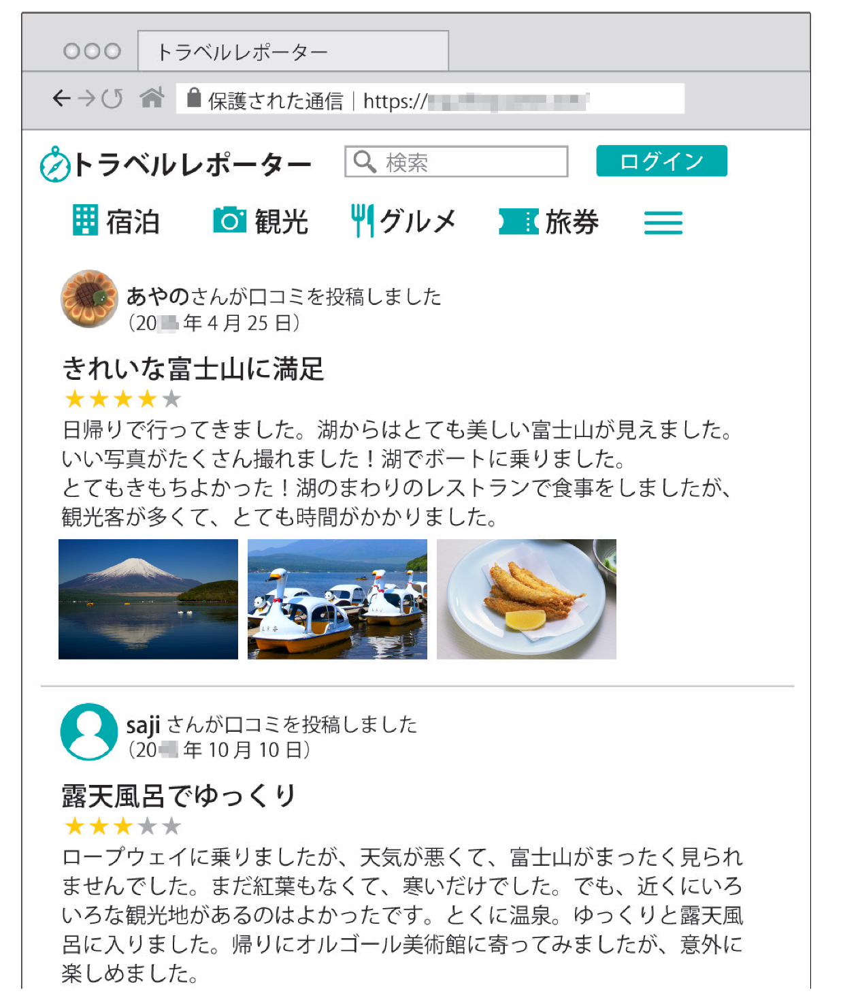 トラベルレポーター
保護された通信｜https://
トラベルレポーター
検索
ログイン
宿泊
観光
グルメ
旅券
あやのさんが口コミを投稿しました
（20 年 4 月 25 日）
きれいな富士山に満足
★★★★★
日帰りで行ってきました。湖からはとても美しい富士山が見えました。
いい写真がたくさん撮れました！湖でボートに乗りました。
とてもきもちよかった！湖のまわりのレストランで食事をしましたが、
観光客が多くて、とても時間がかかりました。
saji さんが口コミを投稿しました
（20 年 10 月 10 日）
露天風呂でゆっくり
★★★★★
ロープウェイに乗りましたが、天気が悪くて、富士山がまったく見られ
ませんでした。まだ紅葉もなくて、寒いだけでした。でも、近くにいろ
いろな観光地があるのはよかったです。とくに温泉。ゆっくりと露天風
呂に入りました。帰りにオルゴール美術館に寄ってみましたが、意外に
楽しめました。